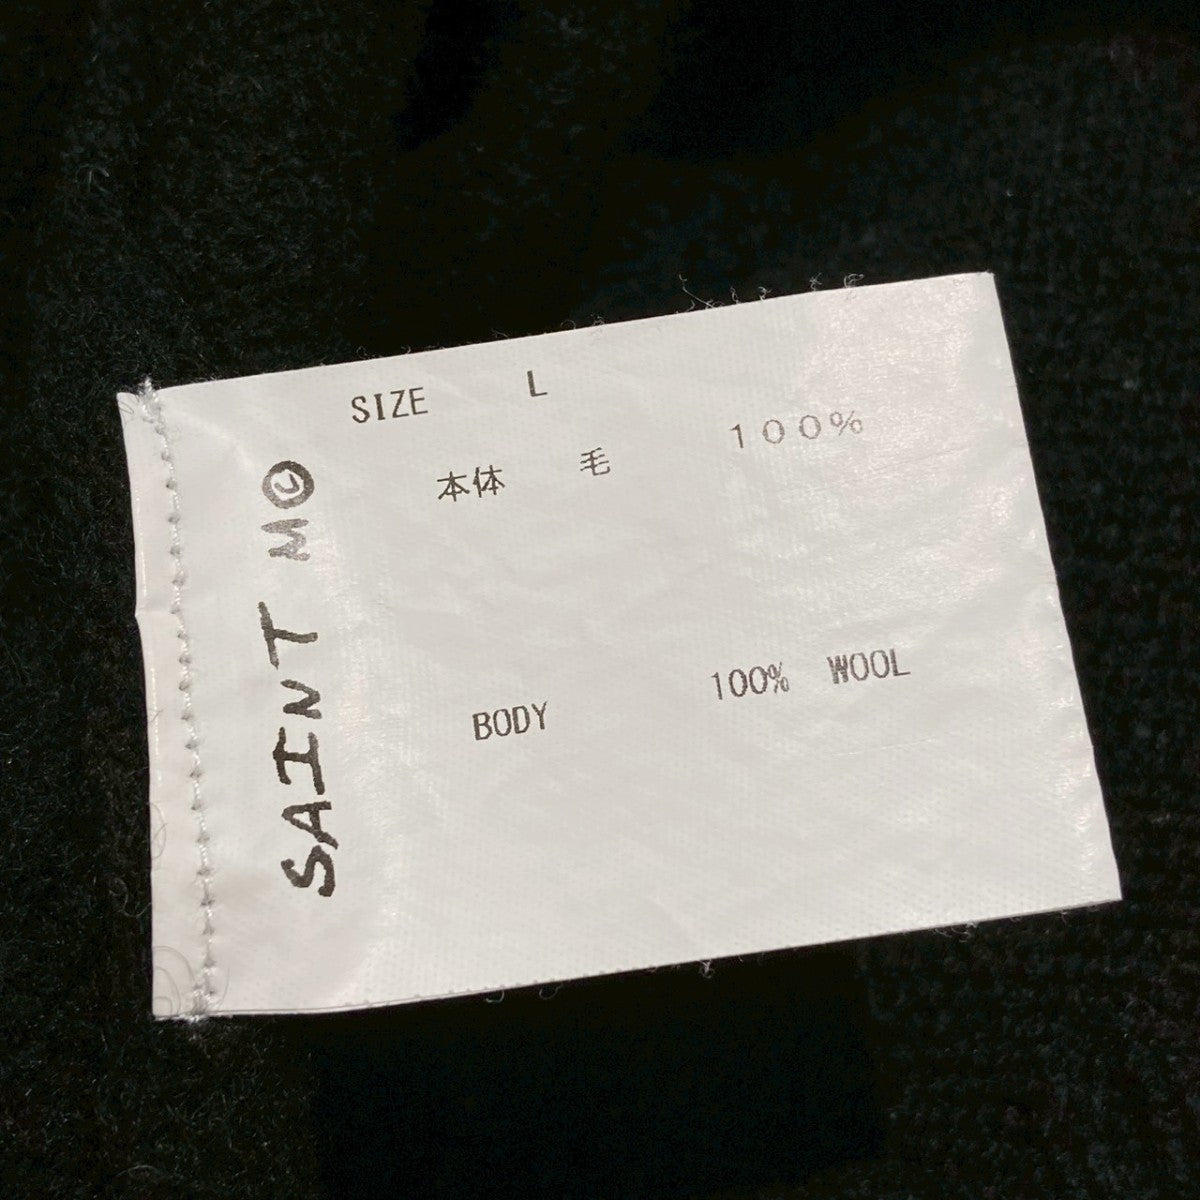 SIZE L
本体 毛 100%
BODY 100% WOOL
SAINT M